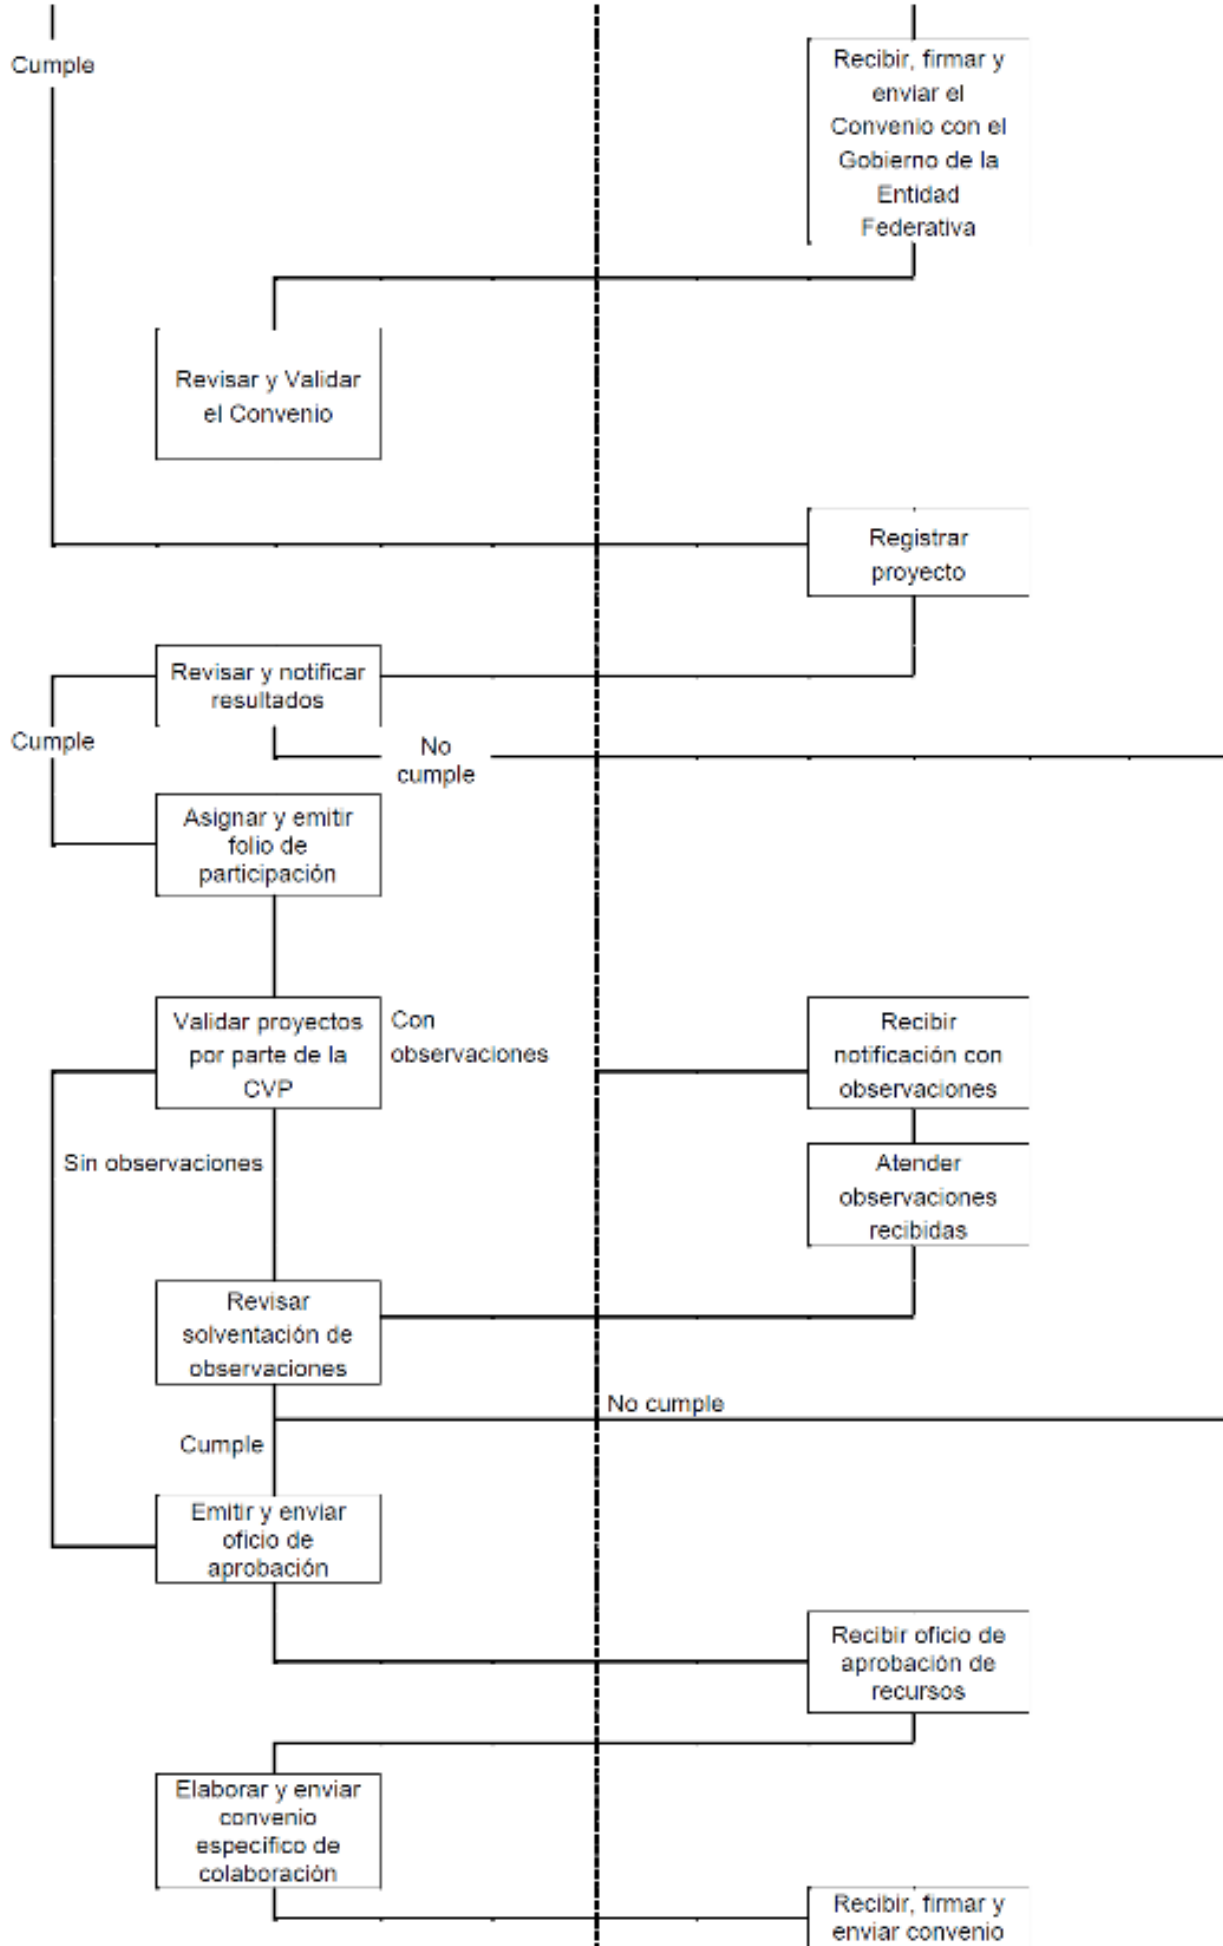 Cumple
Recibir, firmar y
enviar el
Convenio con el
Gobierno de la
Entidad
Federativa
Revisar y Validar
el Convenio
Registrar
proyecto
Revisar y notificar
resultados
Cumple
No
cumple
Asignar y emitir
folio de
participación
Validar proyectos
por parte de la
CVP
Con
observaciones
Recibir
notificación con
observaciones
Sin observaciones
Atender
observaciones
recibidas
Revisar
solventación de
observaciones
No cumple
Cumple
Emitir y enviar
oficio de
aprobación
Recibir oficio de
aprobación de
recursos
Elaborar y enviar
convenio
específico de
colaboración
Recibir, firmar y
enviar convenio